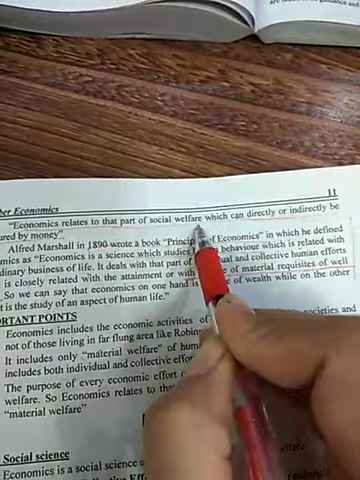 ber Economics 11
"Economics relates to that part of social welfare which can directly or indirectly be
ured by money".
Alfred Marshall in 1890 wrote a book "Princip of Economics" in which he defined
mics as "Economics is a science which studies behaviour which is related with
dinary business of life. It deals with that part of ual and collective human efforts
is closely related with the attainment or with of material requisites of well
So we can say that economics on one hand is of wealth while on the other
t is the study of an aspect of human life."
ORTANT POINTS
Economics includes the economic activities of societies and
not of those living in far flung area like Robin
It includes only "material welfare" of hum
includes both individual and collective effor
The purpose of every economic effort
welfare. So Economics relates to tha
"material welfare"
Social science
Economics is a social science